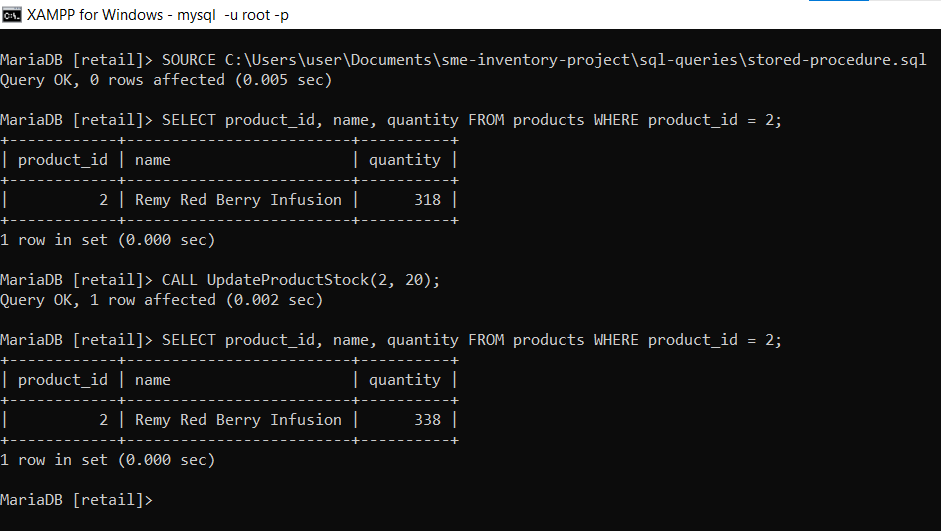 XAMPP for Windows - mysql  -u root -p
MariaDB [retail]> SOURCE C:\Users\user\Documents\sme-inventory-project\sql-queries\stored-procedure.sql
Query OK, 0 rows affected (0.005 sec)
MariaDB [retail]> SELECT product_id, name, quantity FROM products WHERE product_id = 2;
+------------+-------------------------+----------+
| product_id | name                    | quantity |
+------------+-------------------------+----------+
|          2 | Remy Red Berry Infusion |      318 |
+------------+-------------------------+----------+
1 row in set (0.000 sec)
MariaDB [retail]> CALL UpdateProductStock(2, 20);
Query OK, 1 row affected (0.002 sec)
MariaDB [retail]> SELECT product_id, name, quantity FROM products WHERE product_id = 2;
+------------+-------------------------+----------+
| product_id | name                    | quantity |
+------------+-------------------------+----------+
|          2 | Remy Red Berry Infusion |      338 |
+------------+-------------------------+----------+
1 row in set (0.000 sec)
MariaDB [retail]>